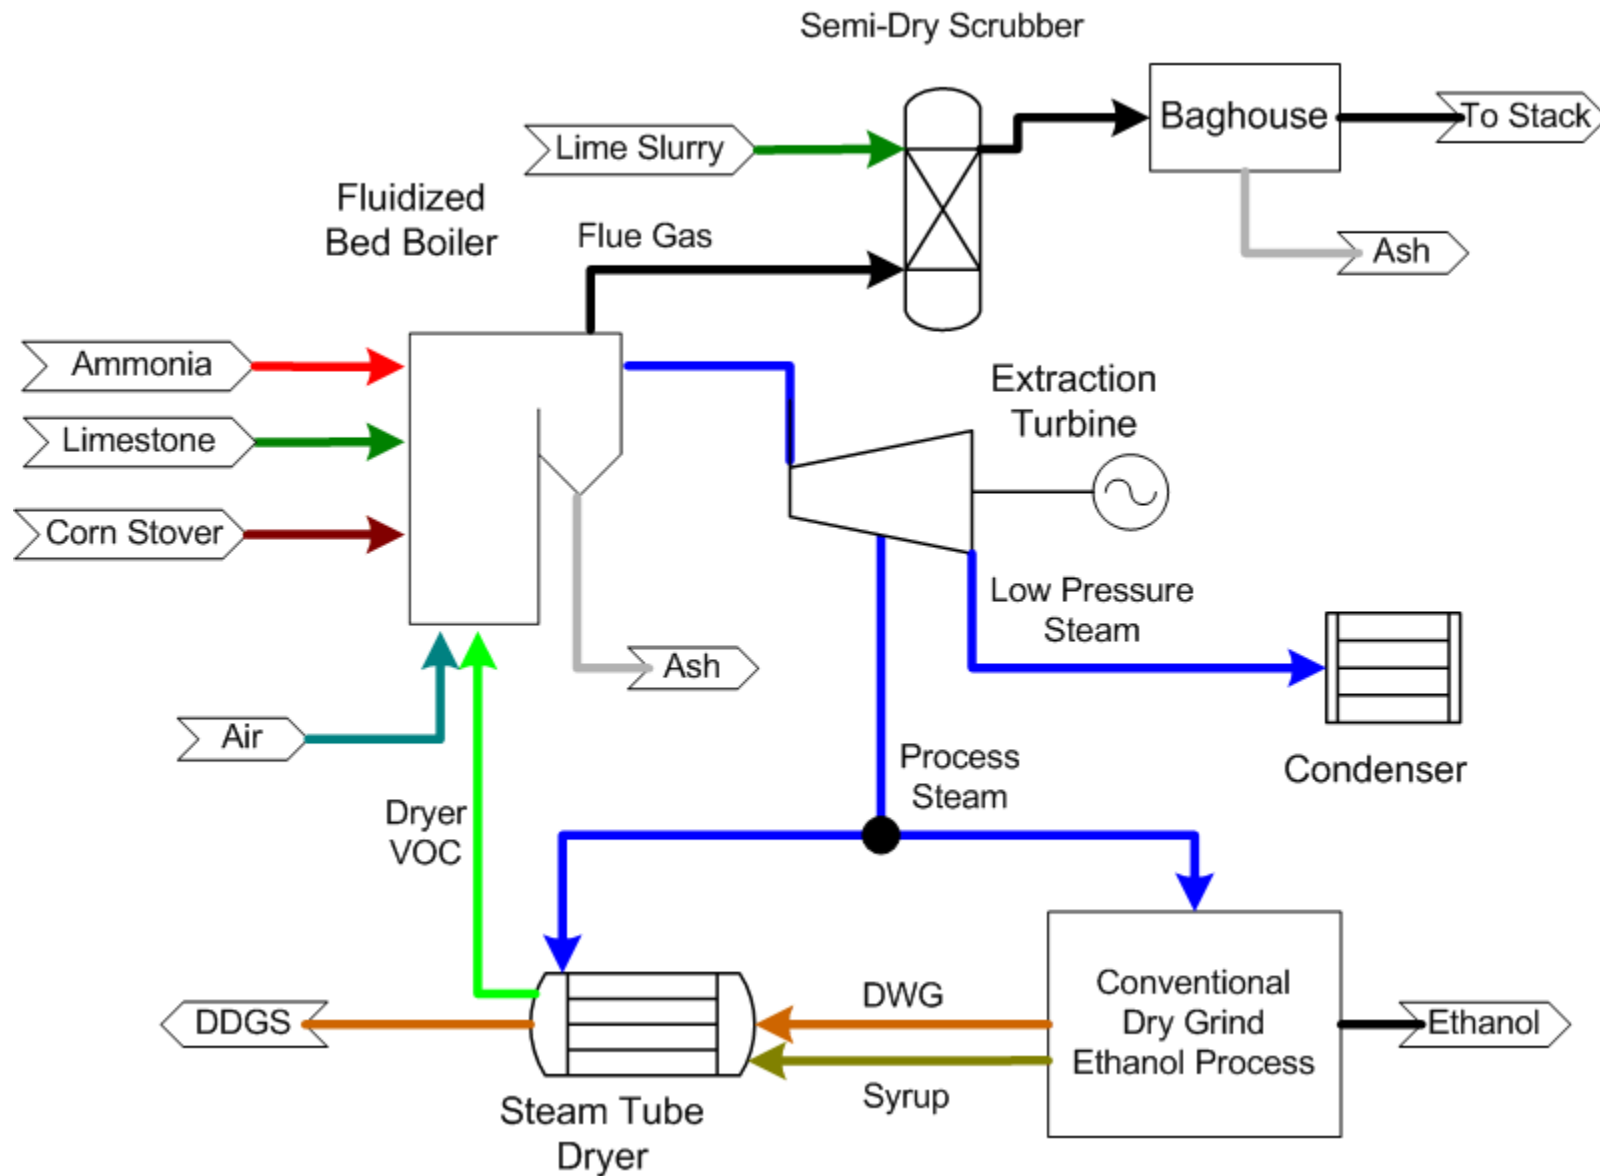 Semi-Dry Scrubber
Baghouse
To Stack
Lime Slurry
Fluidized
Bed Boiler
Flue Gas
Ash
Ammonia
Extraction
Turbine
Limestone
Corn Stover
Low Pressure
Steam
Ash
Air
Process
Steam
Condenser
Dryer
VOC
DWG
Conventional
Dry Grind
Ethanol Process
DDGS
Ethanol
Syrup
Steam Tube
Dryer